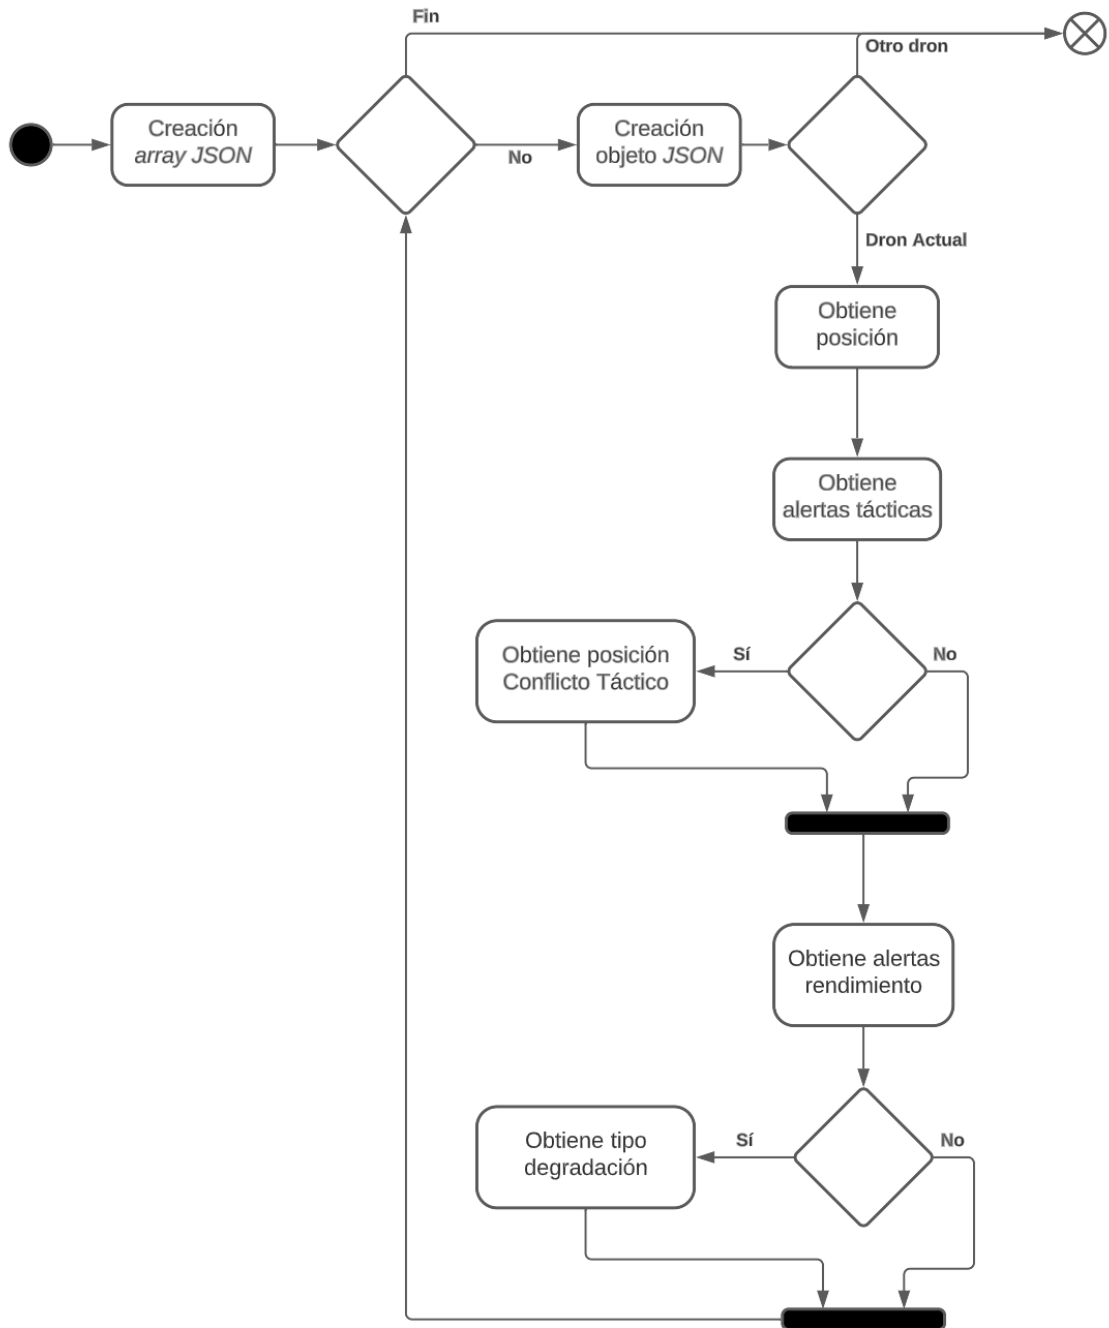 Fin
Otro dron
Creación
array JSON
No
Creación
objeto JSON
Dron Actual
Obtiene
posición
Obtiene
alertas tácticas
Obtiene posición
Conflicto Táctico
Sí
No
Obtiene alertas
rendimiento
Obtiene tipo
degradación
Sí
No